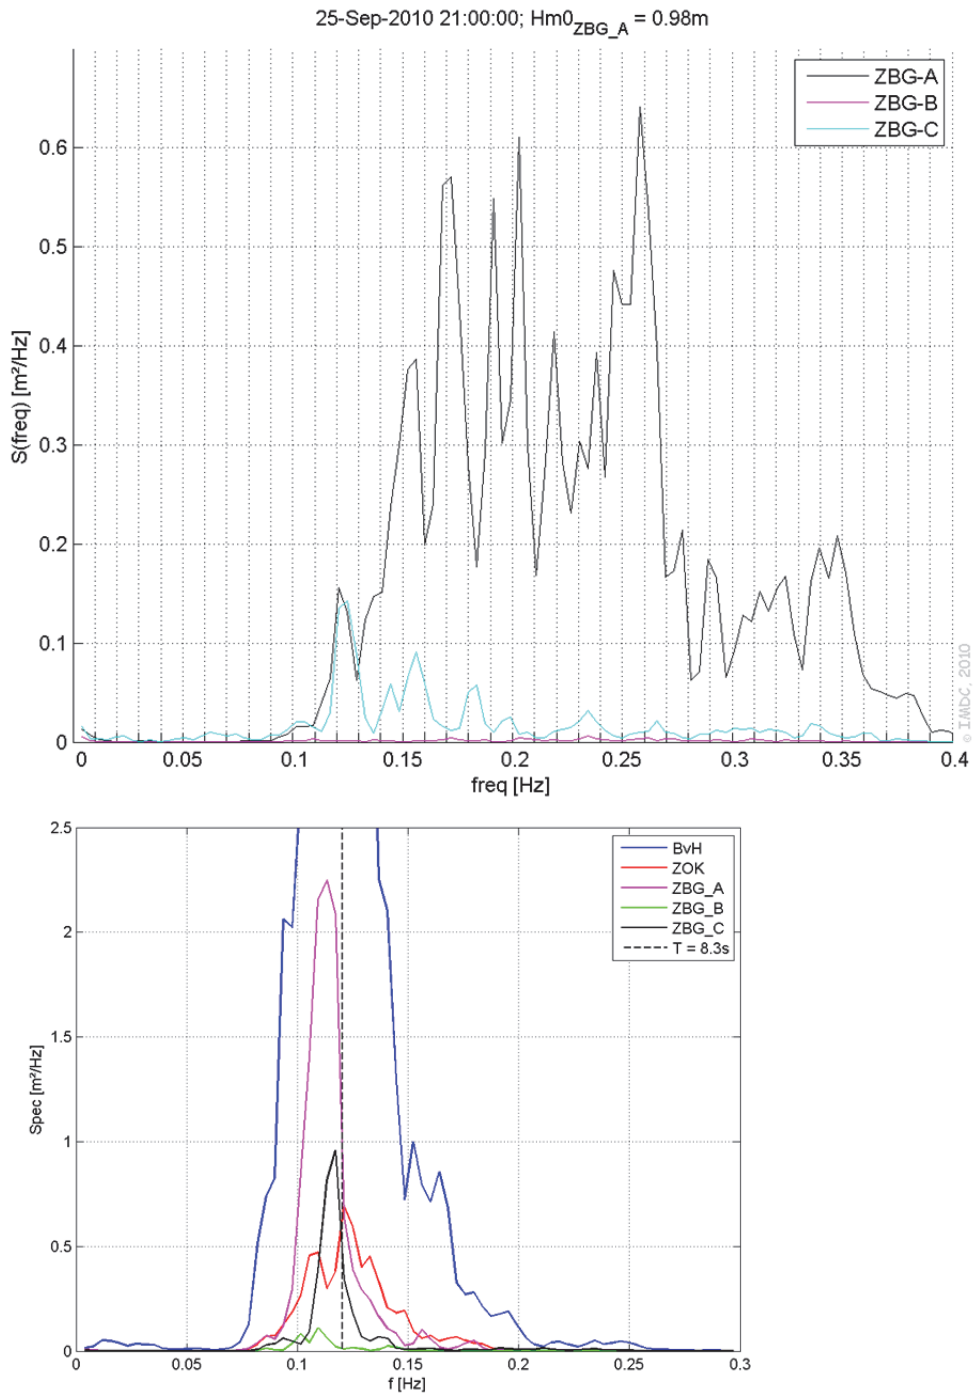 25-Sep-2010 21:00:00; Hm0ZBG_A = 0.98m
ZBG-A
ZBG-B
ZBG-C
0.6
0.5
0.4
0.3
0.2
0.1
0
S(freq) [m²/Hz]
0 0.05 0.1 0.15 0.2 0.25 0.3 0.35 0.4
freq [Hz]
© IMDC, 2010
2.5
2
1.5
1
0.5
0
Spec [m²/Hz]
BvH
ZOK
ZBG_A
ZBG_B
ZBG_C
T = 8.3s
0 0.05 0.1 0.15 0.2 0.25 0.3
f [Hz]